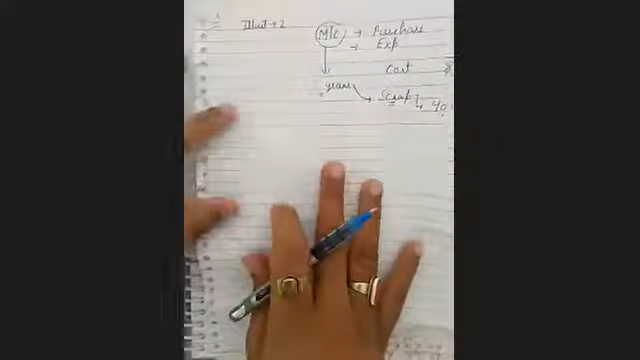 Illust → 2
M/C → Purchase
→ Exp
Cost
years → Scrap → %